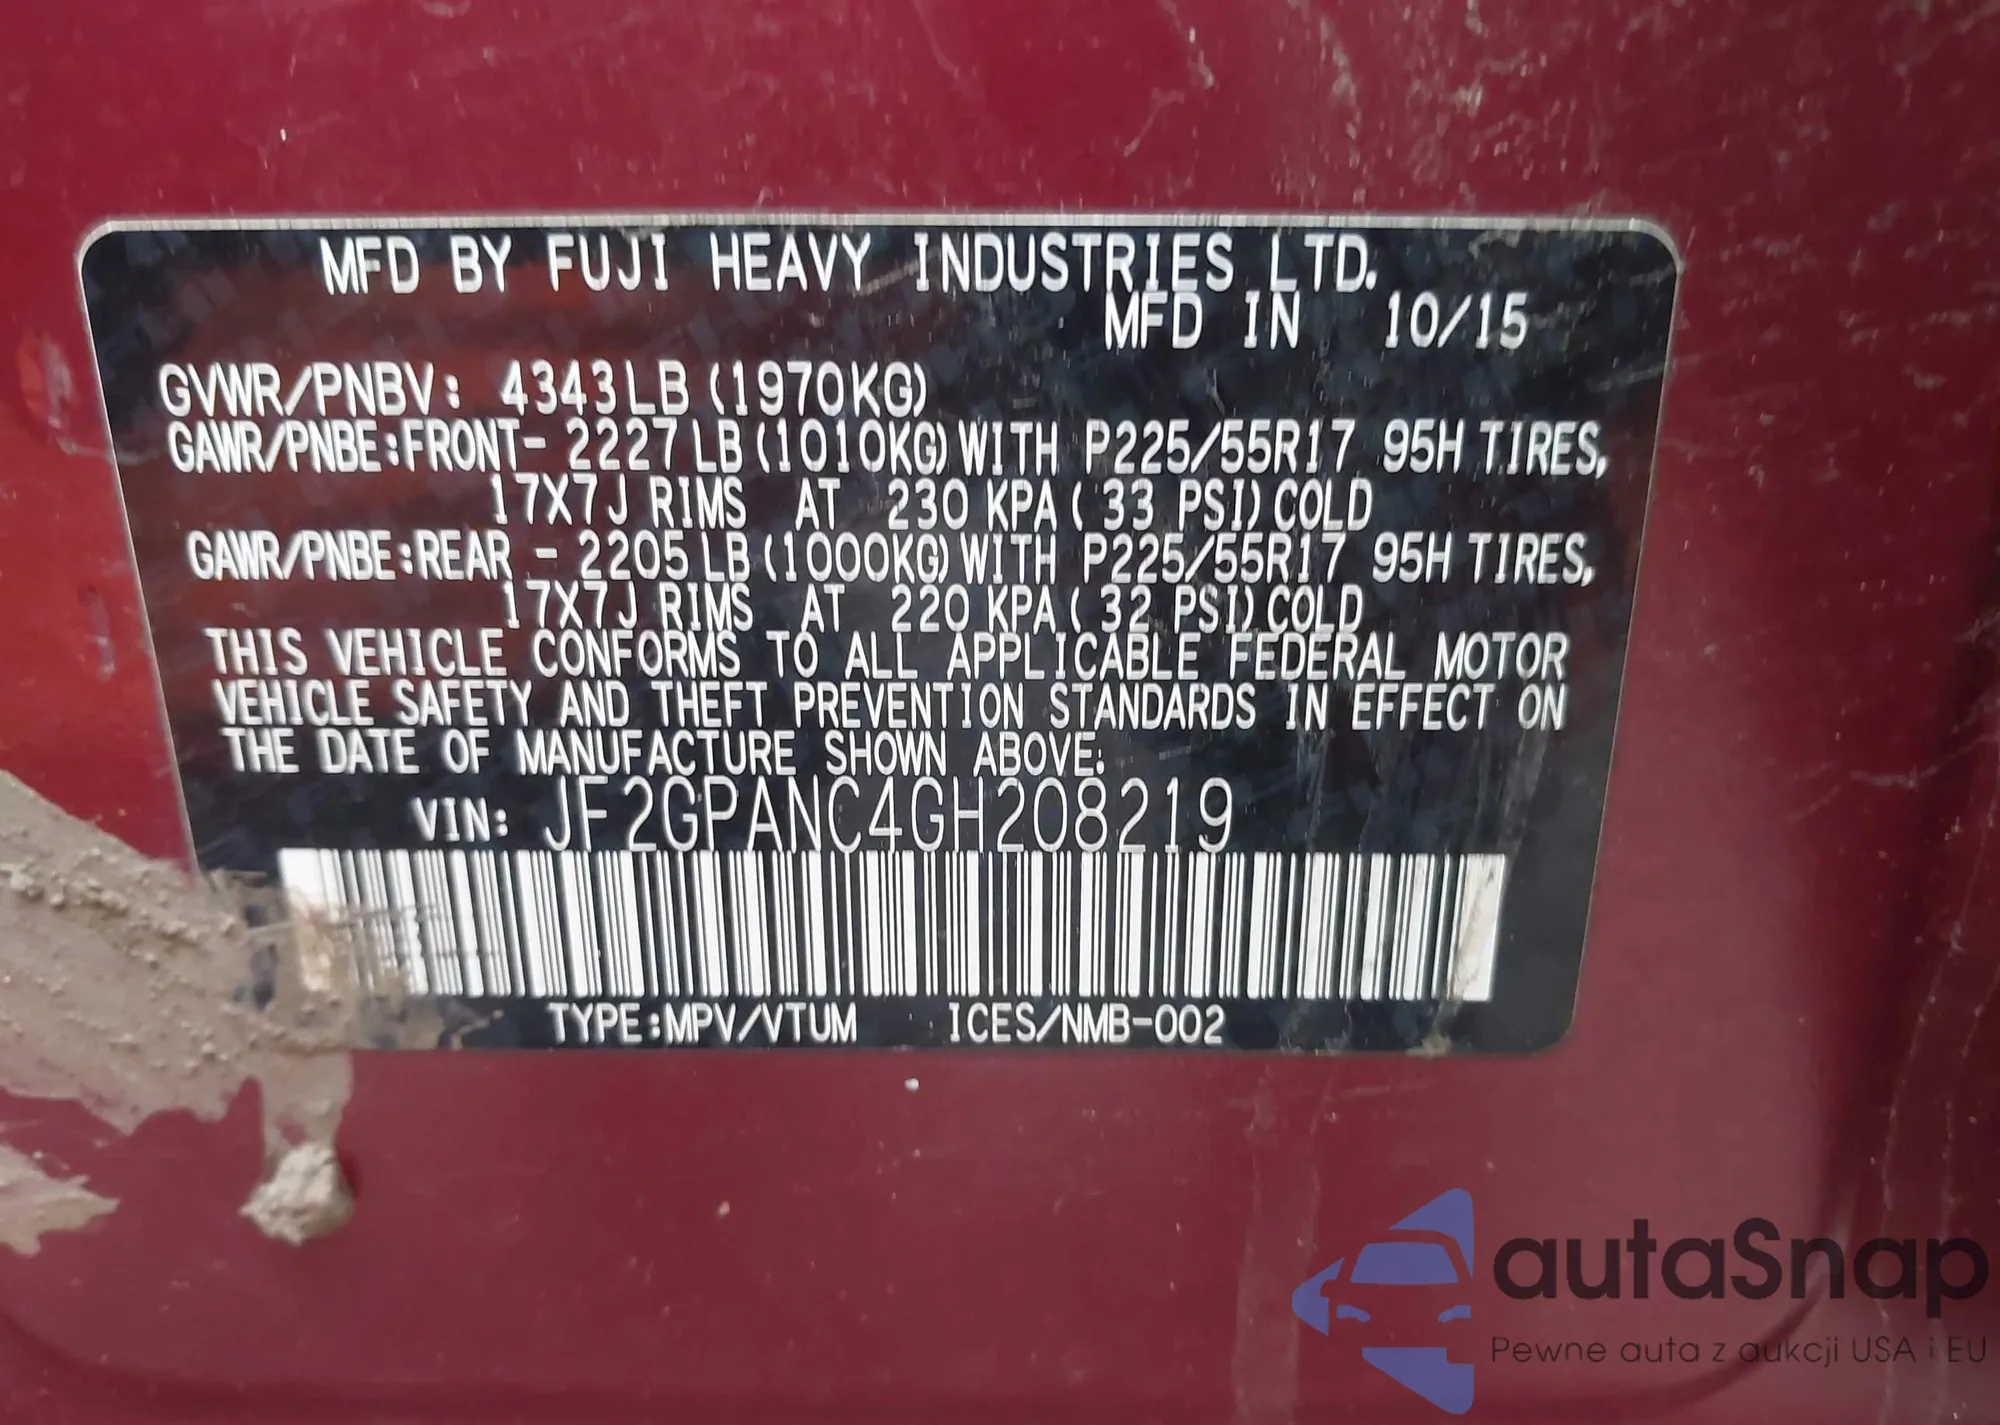 MFD BY FUJI HEAVY INDUSTRIES LTD.
MFD IN 10/15
GVWR/PNBV: 4343LB (1970KG)
GAWR/PNBE:FRONT- 2227LB (1010KG) WITH P225/55R17 95H TIRES,
17X7J RIMS AT 230 KPA ( 33 PSI) COLD
GAWR/PNBE:REAR - 2205LB (1000KG) WITH P225/55R17 95H TIRES,
17X7J RIMS AT 220 KPA ( 32 PSI) COLD
THIS VEHICLE CONFORMS TO ALL APPLICABLE FEDERAL MOTOR
VEHICLE SAFETY AND THEFT PREVENTION STANDARDS IN EFFECT ON
THE DATE OF MANUFACTURE SHOWN ABOVE:
VIN: JF2GPANC4GH208219
TYPE:MPV/VTUM ICES/NMB-002
autaSnap
Pewne auta z aukcji USA i EU